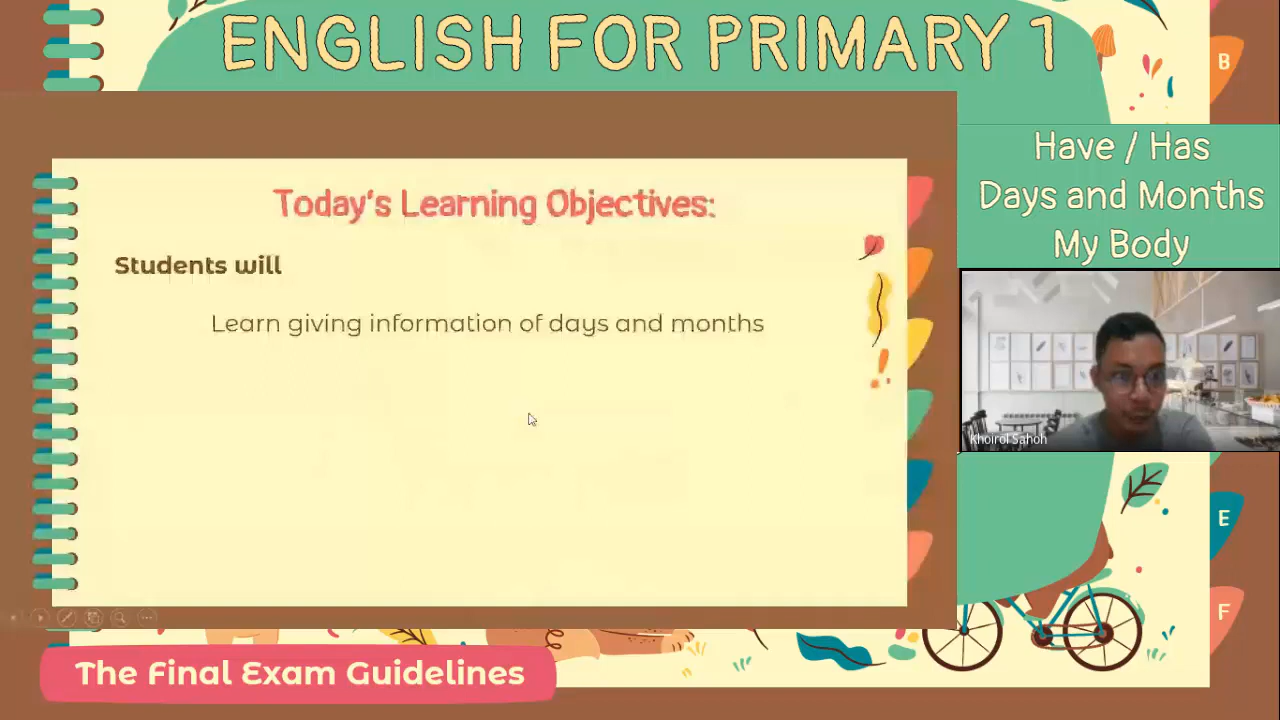 ENGLISH FOR PRIMARY 1
B
Have / Has
Days and Months
My Body
Today's Learning Objectives:
Students will
Learn giving information of days and months
Khoirol Sahoh
E
F
The Final Exam Guidelines